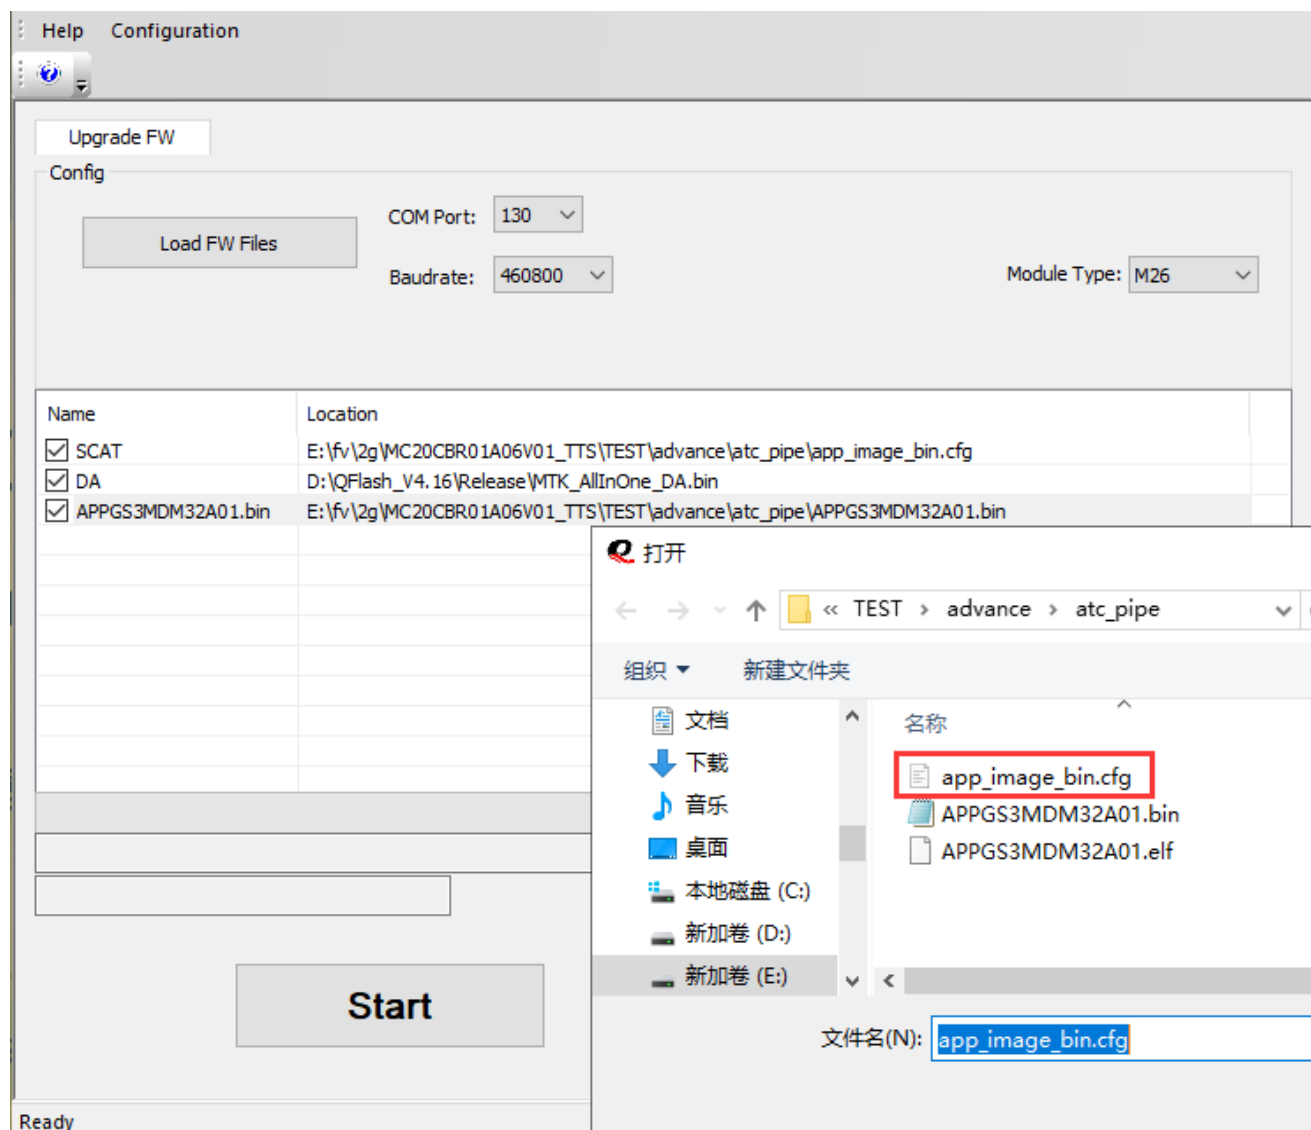 Help Configuration
Upgrade FW
Config
Load FW Files
COM Port: 130
Baudrate: 460800
Module Type: M26
Name Location
SCAT E:\fv\2g\MC20CBR01A06V01_TTS\TEST\advance\atc_pipe\app_image_bin.cfg
DA D:\QFlash_V4.16\Release\MTK_AllInOne_DA.bin
APPGS3MDM32A01.bin E:\fv\2g\MC20CBR01A06V01_TTS\TEST\advance\atc_pipe\APPGS3MDM32A01.bin
打开
« TEST › advance › atc_pipe
组织 新建文件夹
文档
下载
音乐
桌面
本地磁盘 (C:)
新加卷 (D:)
新加卷 (E:)
名称
app_image_bin.cfg
APPGS3MDM32A01.bin
APPGS3MDM32A01.elf
文件名(N): app_image_bin.cfg
Start
Ready